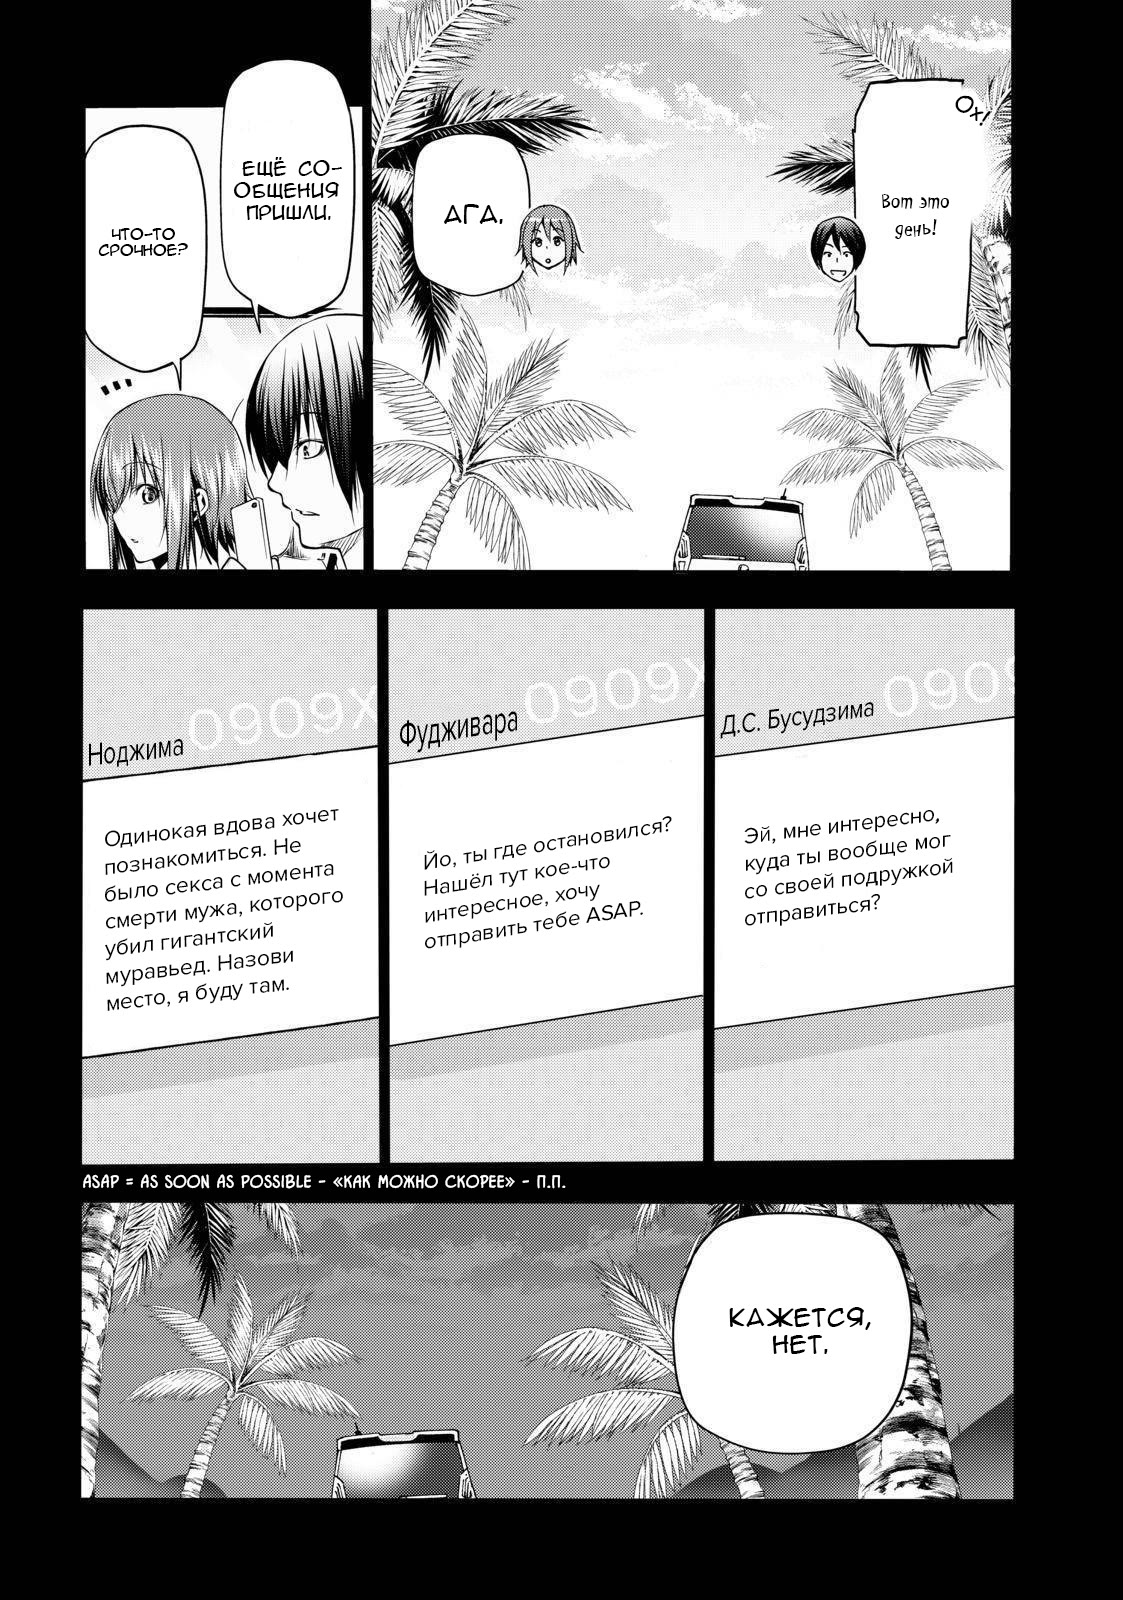 Ох!
Вот это
день!
АГА.
ЕЩЁ СО-
ОБЩЕНИЯ
ПРИШЛИ.
ЧТО-ТО
СРОЧНОЕ?
0909
Д.С. Бусудзима
Эй, мне интересно,
куда ты вообще мог
со своей подружкой
отправиться?
0909X
Фудживара
Йо, ты где остановился?
Нашёл тут кое-что
интересное, хочу
отправить тебе ASAP.
0909X
Ноджима
Одинокая вдова хочет
познакомиться. Не
было секса с момента
смерти мужа, которого
убил гигантский
муравьед. Назови
место, я буду там.
ASAP = AS SOON AS POSSIBLE – «КАК МОЖНО СКОРЕЕ» – П.П.
КАЖЕТСЯ,
НЕТ.